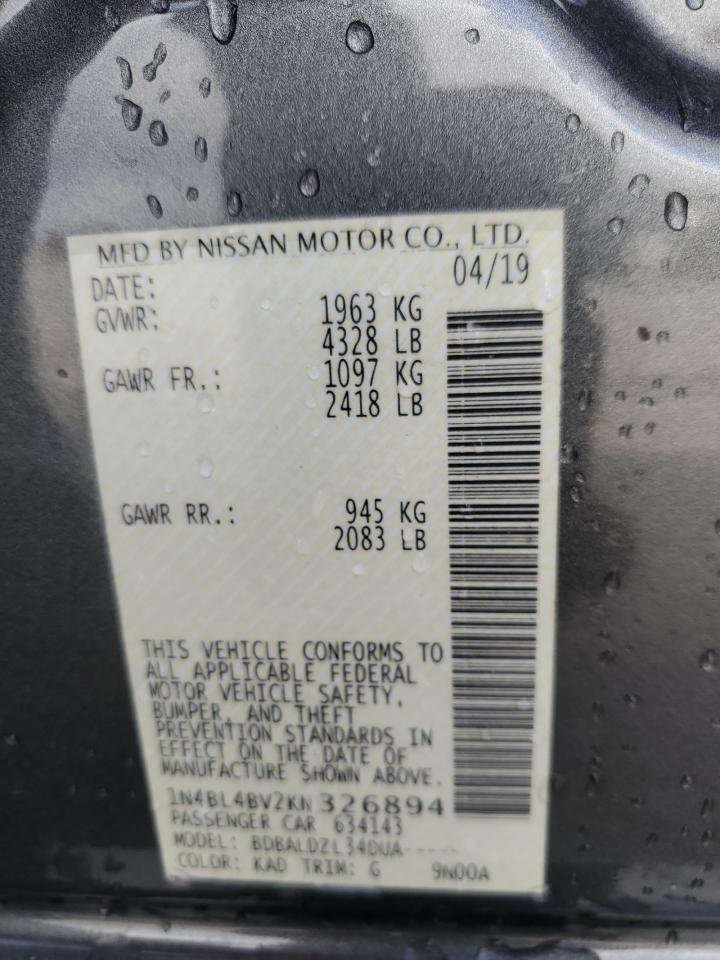 MFD BY NISSAN MOTOR CO., LTD.
DATE: 04/19
GVWR: 1963 KG
4328 LB
GAWR FR.: 1097 KG
2418 LB
GAWR RR.: 945 KG
2083 LB
THIS VEHICLE CONFORMS TO
ALL APPLICABLE FEDERAL
MOTOR VEHICLE SAFETY,
BUMPER, AND THEFT
PREVENTION STANDARDS IN
EFFECT ON THE DATE OF
MANUFACTURE SHOWN ABOVE.
1N4BL4BV2KN326894
PASSENGER CAR 634143
MODEL: BDBALDZL34DUA-----
COLOR: KAD TRIM: G 9N00A